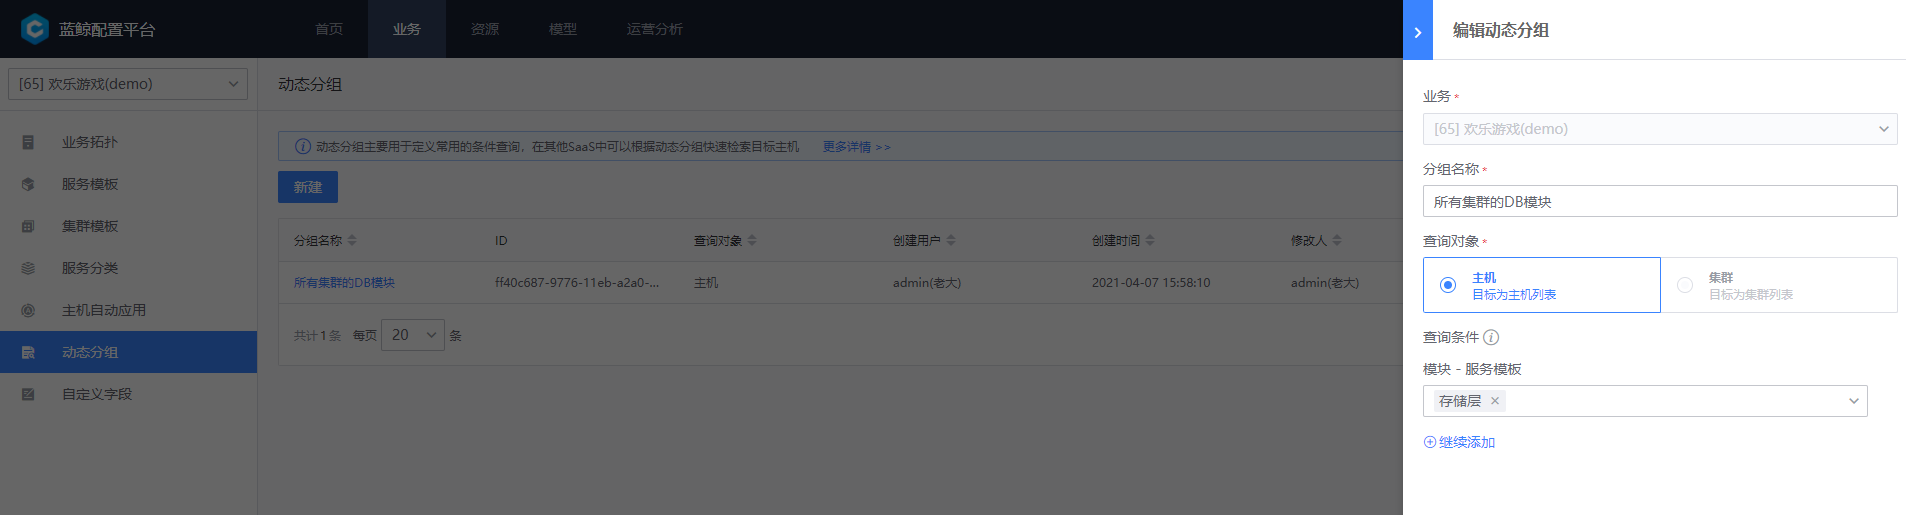 蓝鲸配置平台
首页 业务 资源 模型 运营分析
[65] 欢乐游戏(demo)
业务拓扑
服务模板
集群模板
服务分类
主机自动应用
动态分组
自定义字段
动态分组
动态分组主要用于定义常用的条件查询，在其他SaaS中可以根据动态分组快速检索目标主机 更多详情 >>
新建
分组名称 ID 查询对象 创建用户 创建时间 修改人
所有集群的DB模块 ff40c687-9776-11eb-a2a0-... 主机 admin(老大) 2021-04-07 15:58:10 admin(老大)
共计1条 每页 20 条
编辑动态分组
业务 *
[65] 欢乐游戏(demo)
分组名称 *
所有集群的DB模块
查询对象 *
主机
目标为主机列表
集群
目标为集群列表
查询条件
模块 - 服务模板
存储层 ×
继续添加